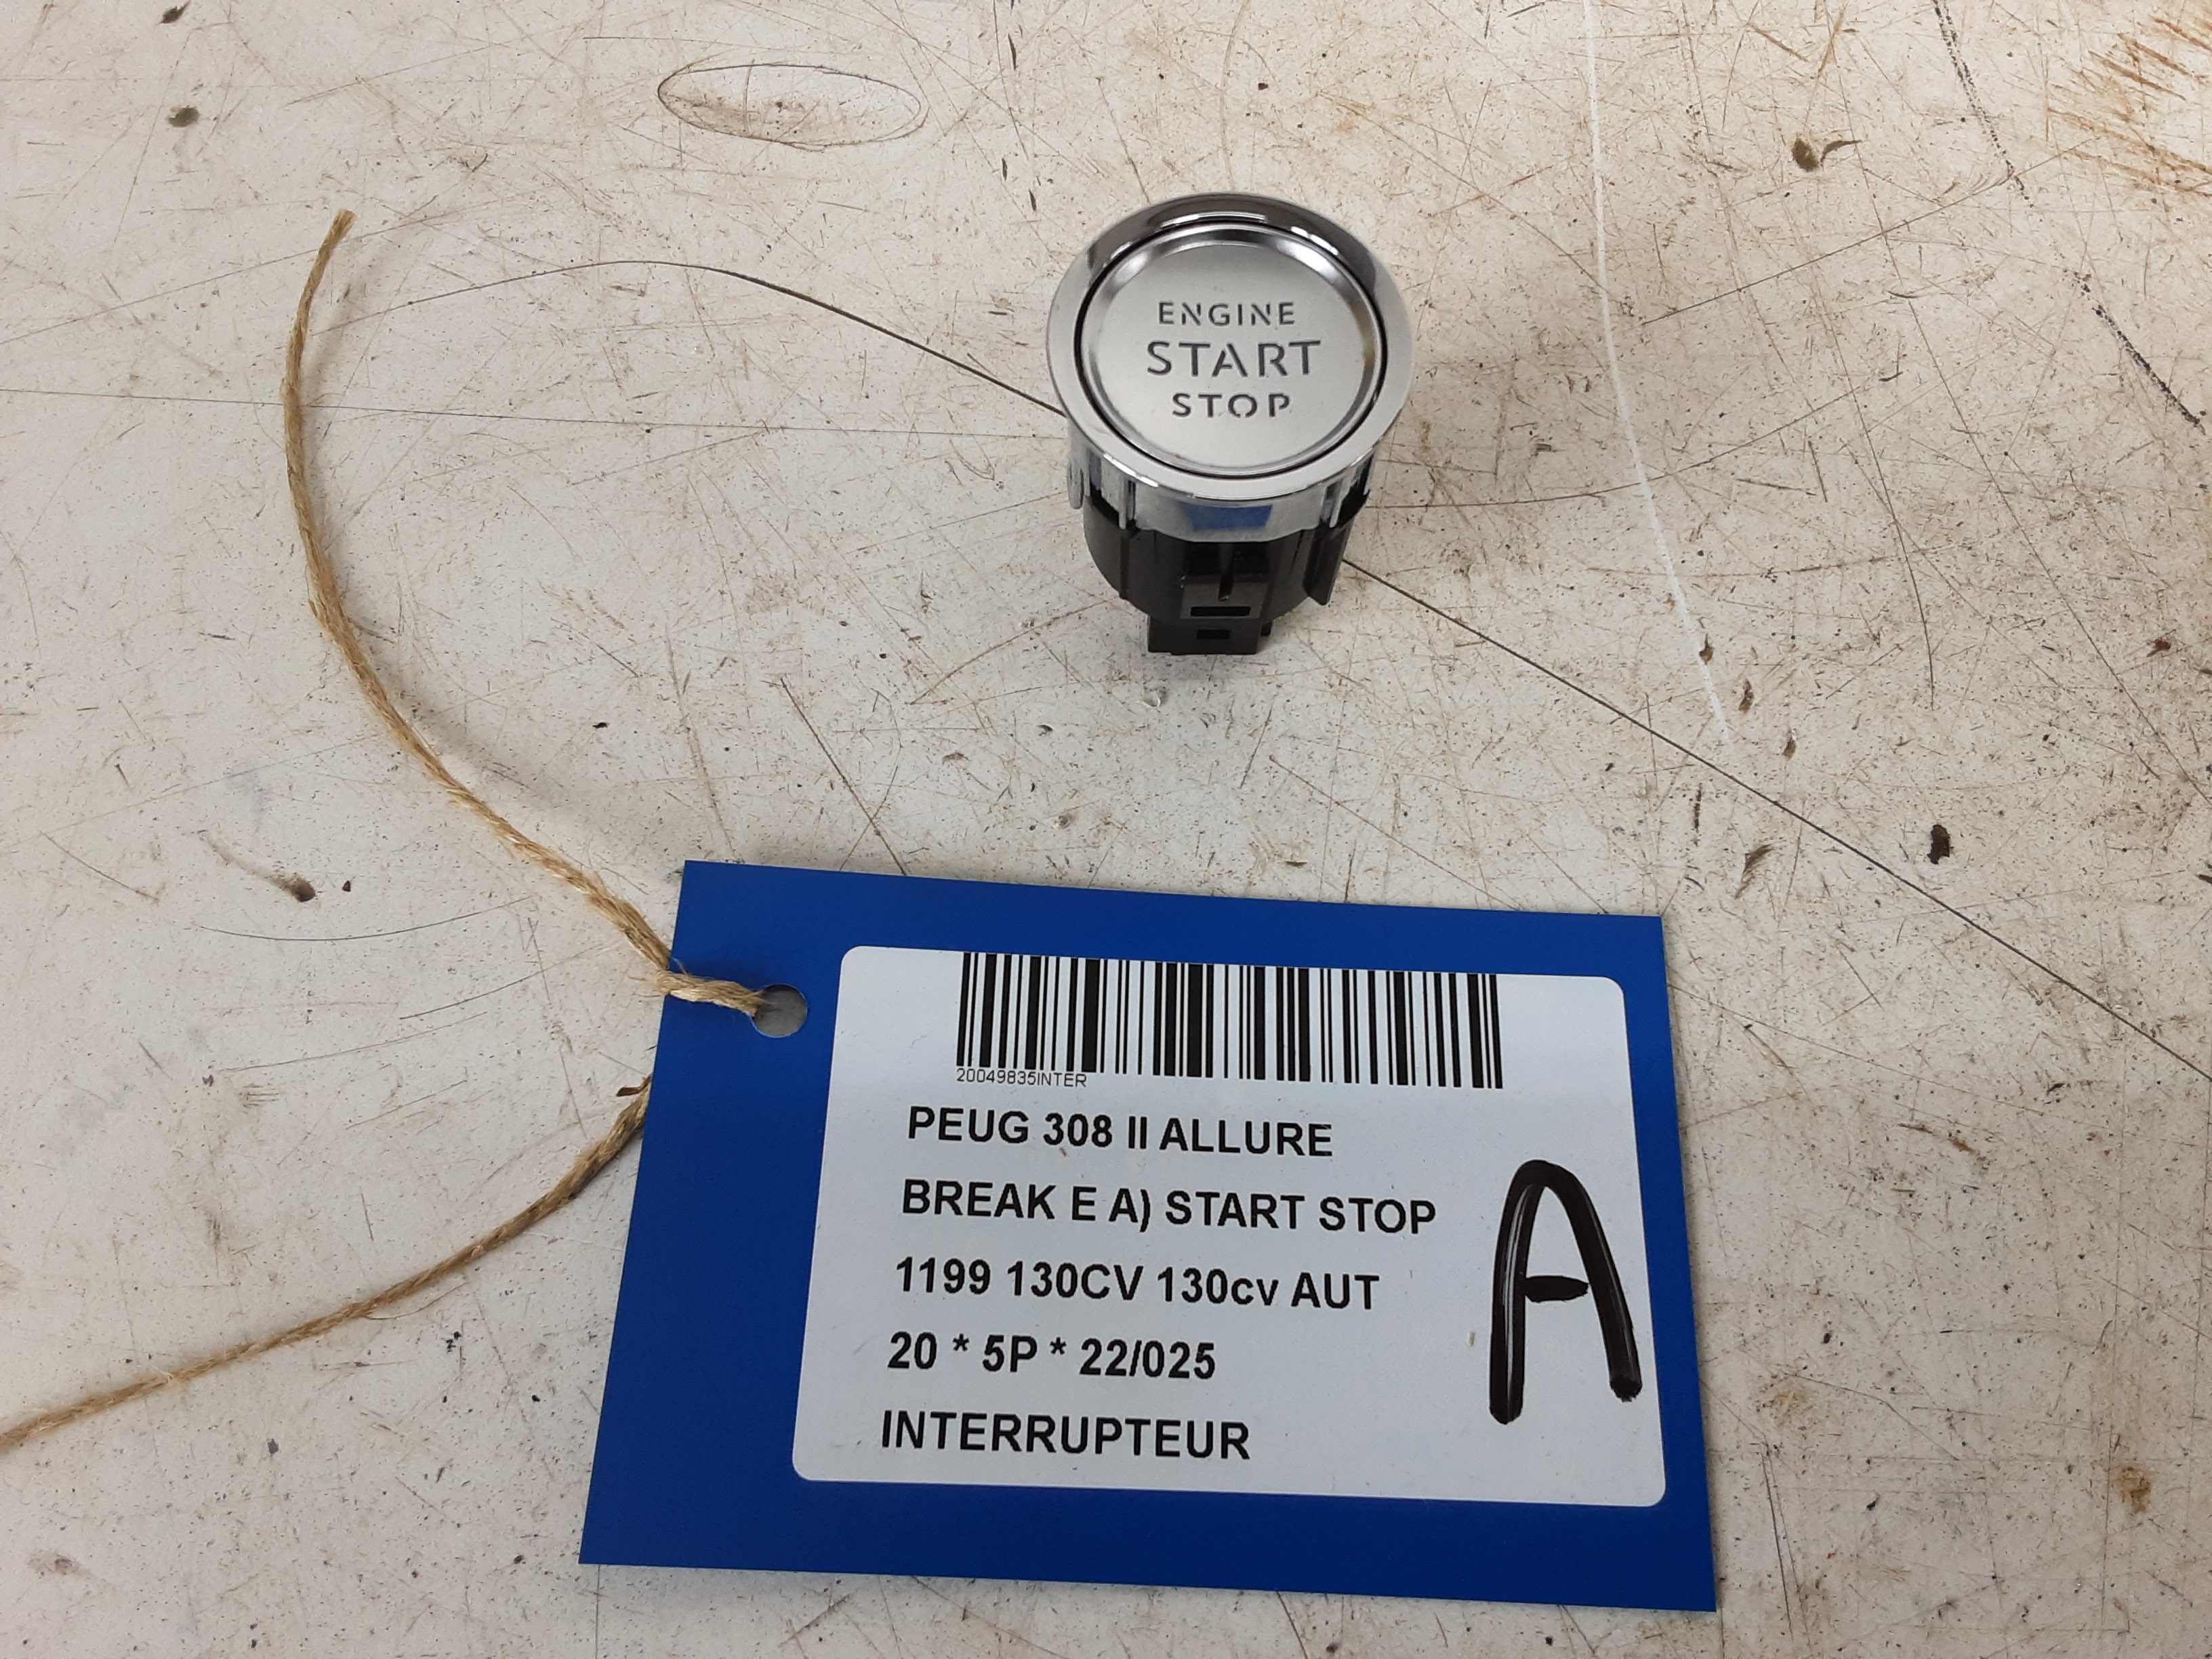 ENGINE
START
STOP
20049835INTER
PEUG 308 II ALLURE
BREAK E A) START STOP
1199 130CV 130cv AUT
20 * 5P * 22/025
INTERRUPTEUR
A